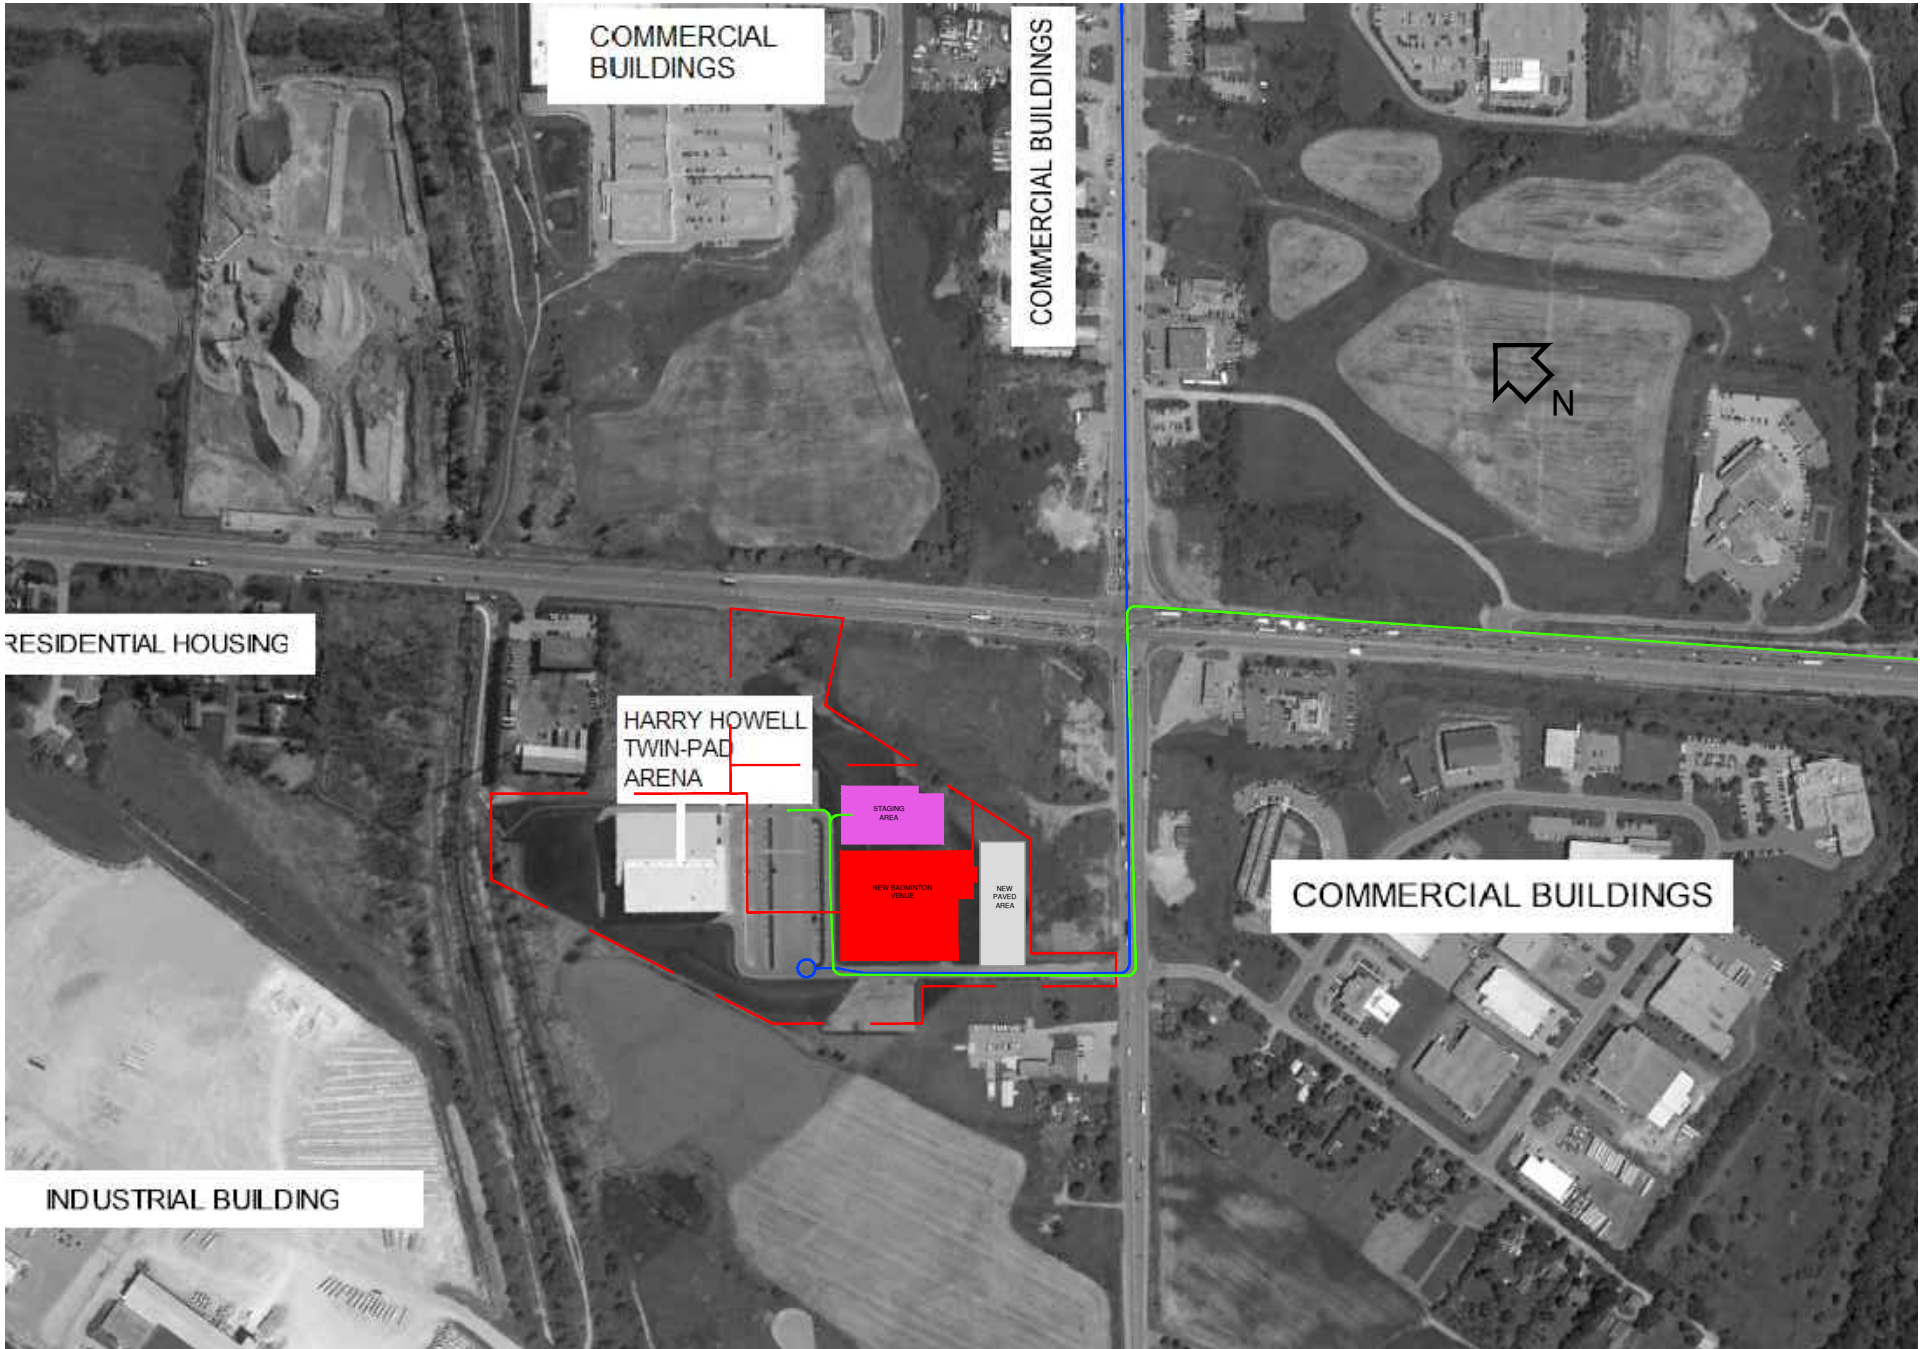 COMMERCIAL
BUILDINGS
COMMERCIAL BUILDINGS
N
RESIDENTIAL HOUSING
HARRY HOWELL
TWIN-PAD
ARENA
STAGING
AREA
NEW BADMINTON
VENUE
NEW
PAVED
AREA
COMMERCIAL BUILDINGS
INDUSTRIAL BUILDING